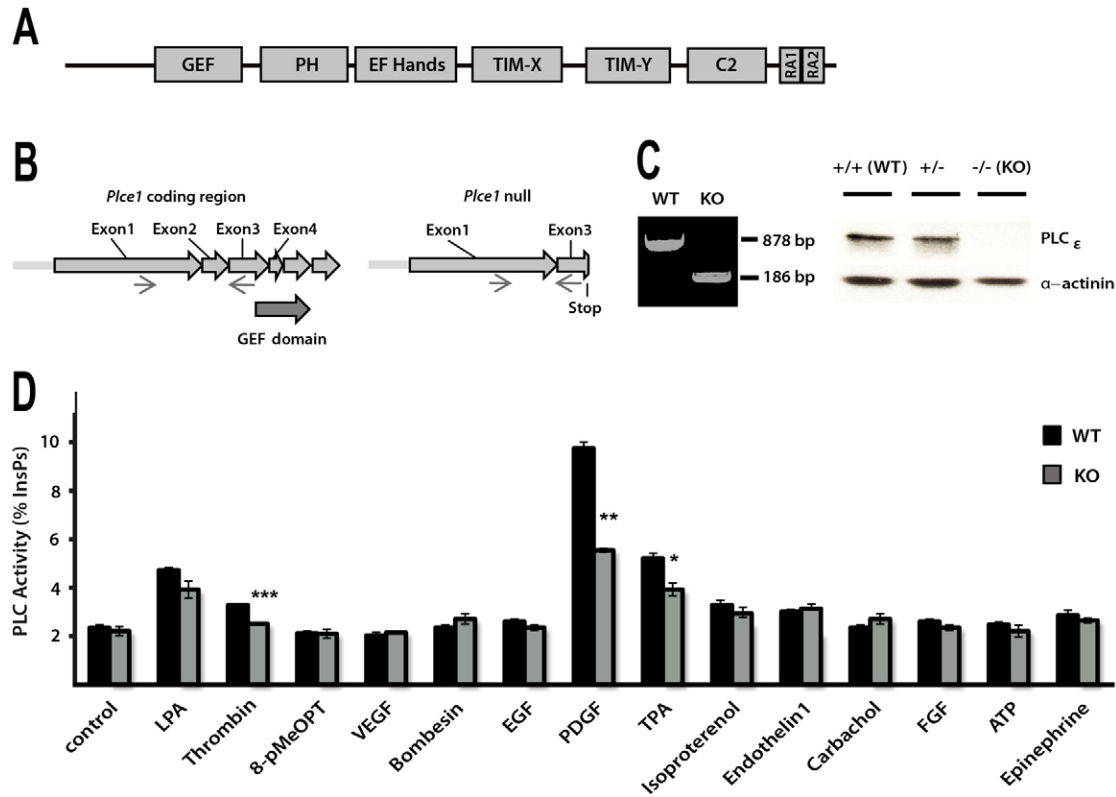 A
GEF PH EF Hands TIM-X TIM-Y C2 RA1 RA2
B
Plce1 coding region
Exon1 Exon2 Exon3 Exon4
GEF domain
Plce1 null
Exon1 Exon3
Stop
C
WT KO
878 bp
186 bp
+/+ (WT) +/- -/- (KO)
PLC ε
α−actinin
D
PLC Activity (% InsPs)
10
8
6
4
2
***
**
*
WT
KO
control
LPA
Thrombin
8-pMeOPT
VEGF
Bombesin
EGF
PDGF
TPA
Isoproterenol
Endothelin1
Carbachol
FGF
ATP
Epinephrine